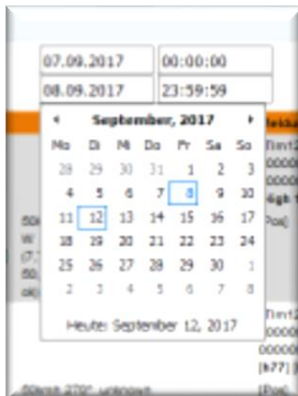 07.09.2017 00:00:00
08.09.2017 23:59:59
September, 2017
Mo Di Mi Do Fr Sa So
28 29 30 31 1 2 3
4 5 6 7 8 9 10
11 12 13 14 15 16 17
18 19 20 21 22 23 24
25 26 27 28 29 30 1
2 3 4 5 6 7 8
Heute: September 12, 2017
270° unknown